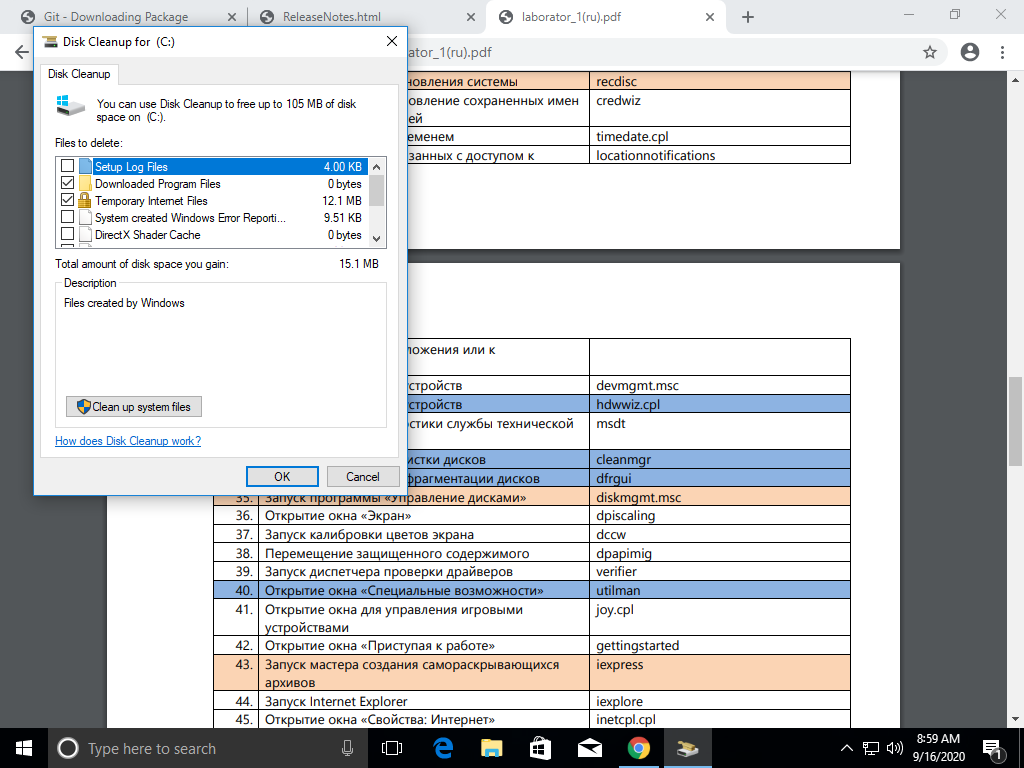 Git - Downloading Package
ReleaseNotes.html
laborator_1(ru).pdf
ator_1(ru).pdf
Disk Cleanup for (C:)
Disk Cleanup
You can use Disk Cleanup to free up to 105 MB of disk
space on (C:).
Files to delete:
Setup Log Files 4.00 KB
Downloaded Program Files 0 bytes
Temporary Internet Files 12.1 MB
System created Windows Error Reporti... 9.51 KB
DirectX Shader Cache 0 bytes
Total amount of disk space you gain: 15.1 MB
Description
Files created by Windows
Clean up system files
How does Disk Cleanup work?
OK Cancel
новления системы recdisc
овление сохраненных имен credwiz
ей
еменем timedate.cpl
занных с доступом к locationnotifications
ложения или к
стройств devmgmt.msc
стройств hdwwiz.cpl
остики службы технической msdt
истки дисков cleanmgr
фрагментации дисков dfrgui
35. Запуск программы «Управление дисками» diskmgmt.msc
36. Открытие окна «Экран» dpiscaling
37. Запуск калибровки цветов экрана dccw
38. Перемещение защищенного содержимого dpapimig
39. Запуск диспетчера проверки драйверов verifier
40. Открытие окна «Специальные возможности» utilman
41. Открытие окна для управления игровыми joy.cpl
устройствами
42. Открытие окна «Приступая к работе» gettingstarted
43. Запуск мастера создания самораскрывающихся iexpress
архивов
44. Запуск Internet Explorer iexplore
45. Открытие окна «Свойства: Интернет» inetcpl.cpl
Type here to search
8:59 AM
9/16/2020
1